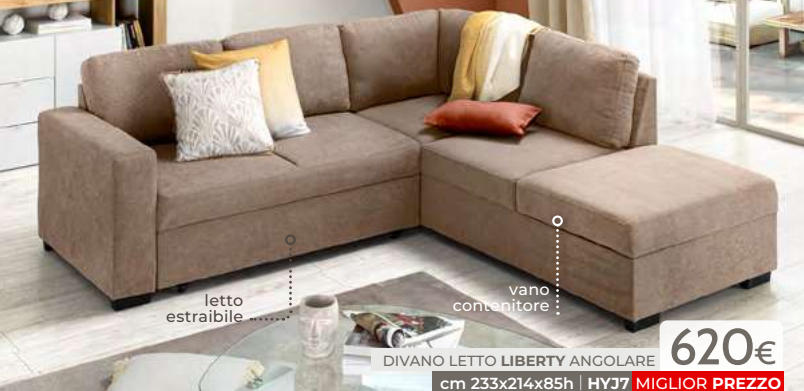 letto
estraibile
vano
contenitore
DIVANO LETTO LIBERTY ANGOLARE 620€
cm 233x214x85h | HYJ7 MIGLIOR PREZZO